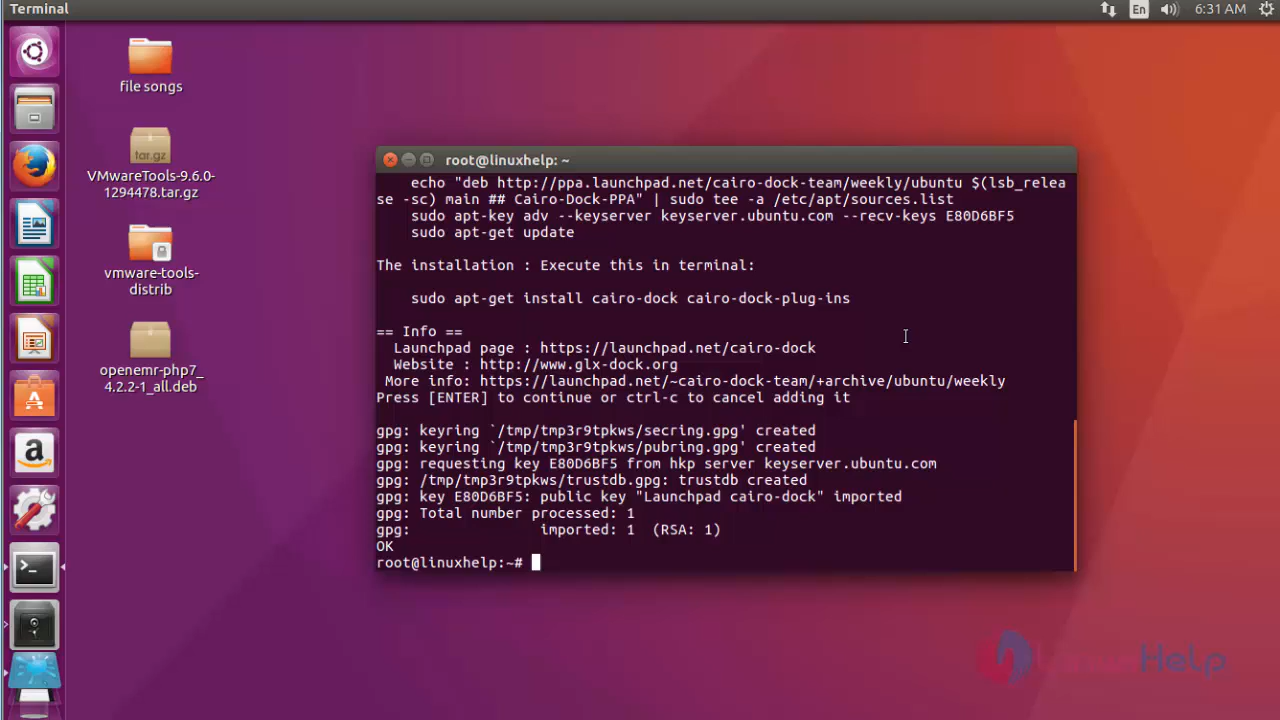 Terminal
En
6:31 AM
file songs
tar.gz
VMwareTools-9.6.0-
1294478.tar.gz
vmware-tools-
distrib
openemr-php7_
4.2.2-1_all.deb
root@linuxhelp: ~
echo "deb http://ppa.launchpad.net/cairo-dock-team/weekly/ubuntu $(lsb_relea
se -sc) main ## Cairo-Dock-PPA" | sudo tee -a /etc/apt/sources.list
sudo apt-key adv --keyserver keyserver.ubuntu.com --recv-keys E80D6BF5
sudo apt-get update
The installation : Execute this in terminal:
sudo apt-get install cairo-dock cairo-dock-plug-ins
== Info ==
Launchpad page : https://launchpad.net/cairo-dock
Website : http://www.glx-dock.org
More info: https://launchpad.net/~cairo-dock-team/+archive/ubuntu/weekly
Press [ENTER] to continue or ctrl-c to cancel adding it
gpg: keyring `/tmp/tmp3r9tpkws/secring.gpg' created
gpg: keyring `/tmp/tmp3r9tpkws/pubring.gpg' created
gpg: requesting key E80D6BF5 from hkp server keyserver.ubuntu.com
gpg: /tmp/tmp3r9tpkws/trustdb.gpg: trustdb created
gpg: key E80D6BF5: public key "Launchpad cairo-dock" imported
gpg: Total number processed: 1
gpg: imported: 1 (RSA: 1)
OK
root@linuxhelp:~#
LinuxHelp